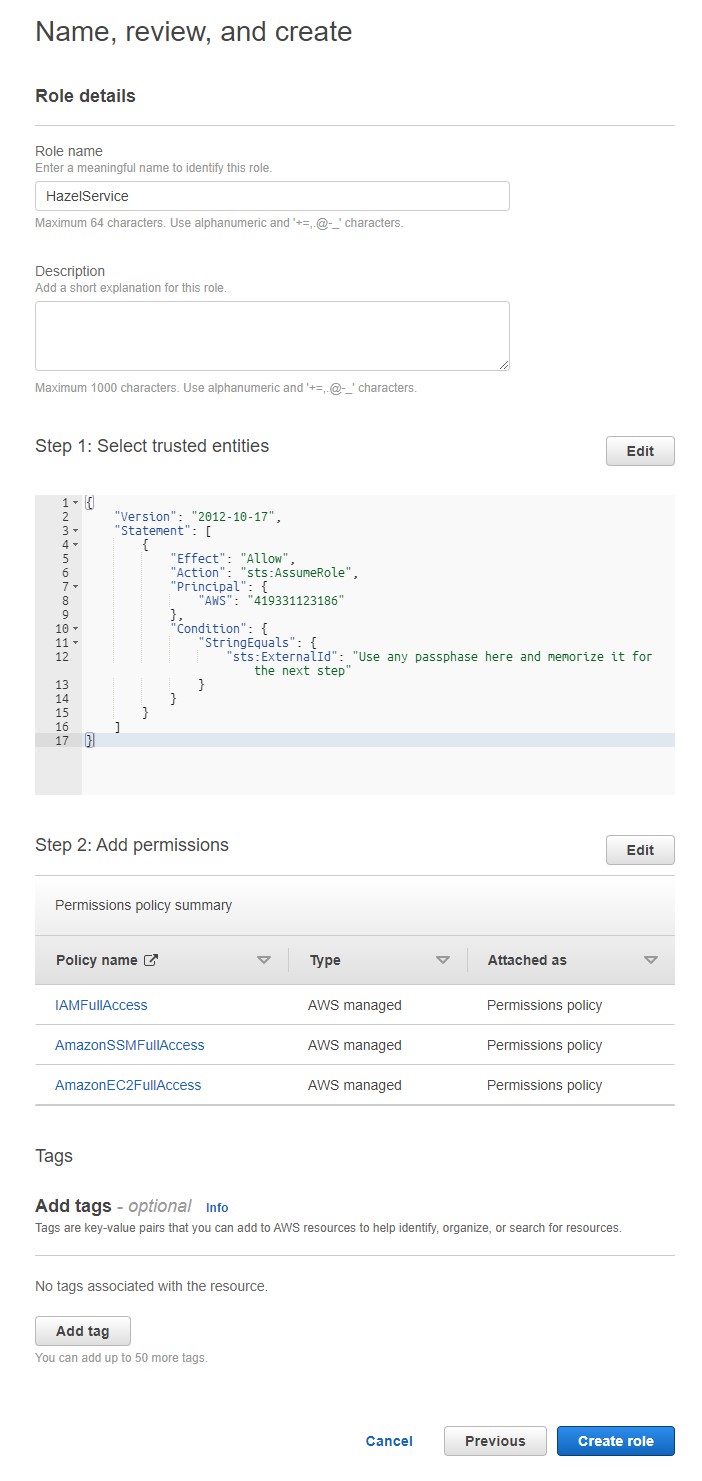 Name, review, and create
Role details
Role name
Enter a meaningful name to identify this role.
HazelService
Maximum 64 characters. Use alphanumeric and '+=,.@-_' characters.
Description
Add a short explanation for this role.
Maximum 1000 characters. Use alphanumeric and '+=,.@-_' characters.
Step 1: Select trusted entities
Edit
1 {
2 "Version": "2012-10-17",
3 "Statement": [
4 {
5 "Effect": "Allow",
6 "Action": "sts:AssumeRole",
7 "Principal": {
8 "AWS": "419331123186"
9 },
10 "Condition": {
11 "StringEquals": {
12 "sts:ExternalId": "Use any passphase here and memorize it for
the next step"
13 }
14 }
15 }
16 ]
17 }
Step 2: Add permissions
Edit
Permissions policy summary
Policy name Type Attached as
IAMFullAccess AWS managed Permissions policy
AmazonSSMFullAccess AWS managed Permissions policy
AmazonEC2FullAccess AWS managed Permissions policy
Tags
Add tags - optional Info
Tags are key-value pairs that you can add to AWS resources to help identify, organize, or search for resources.
No tags associated with the resource.
Add tag
You can add up to 50 more tags.
Cancel Previous Create role